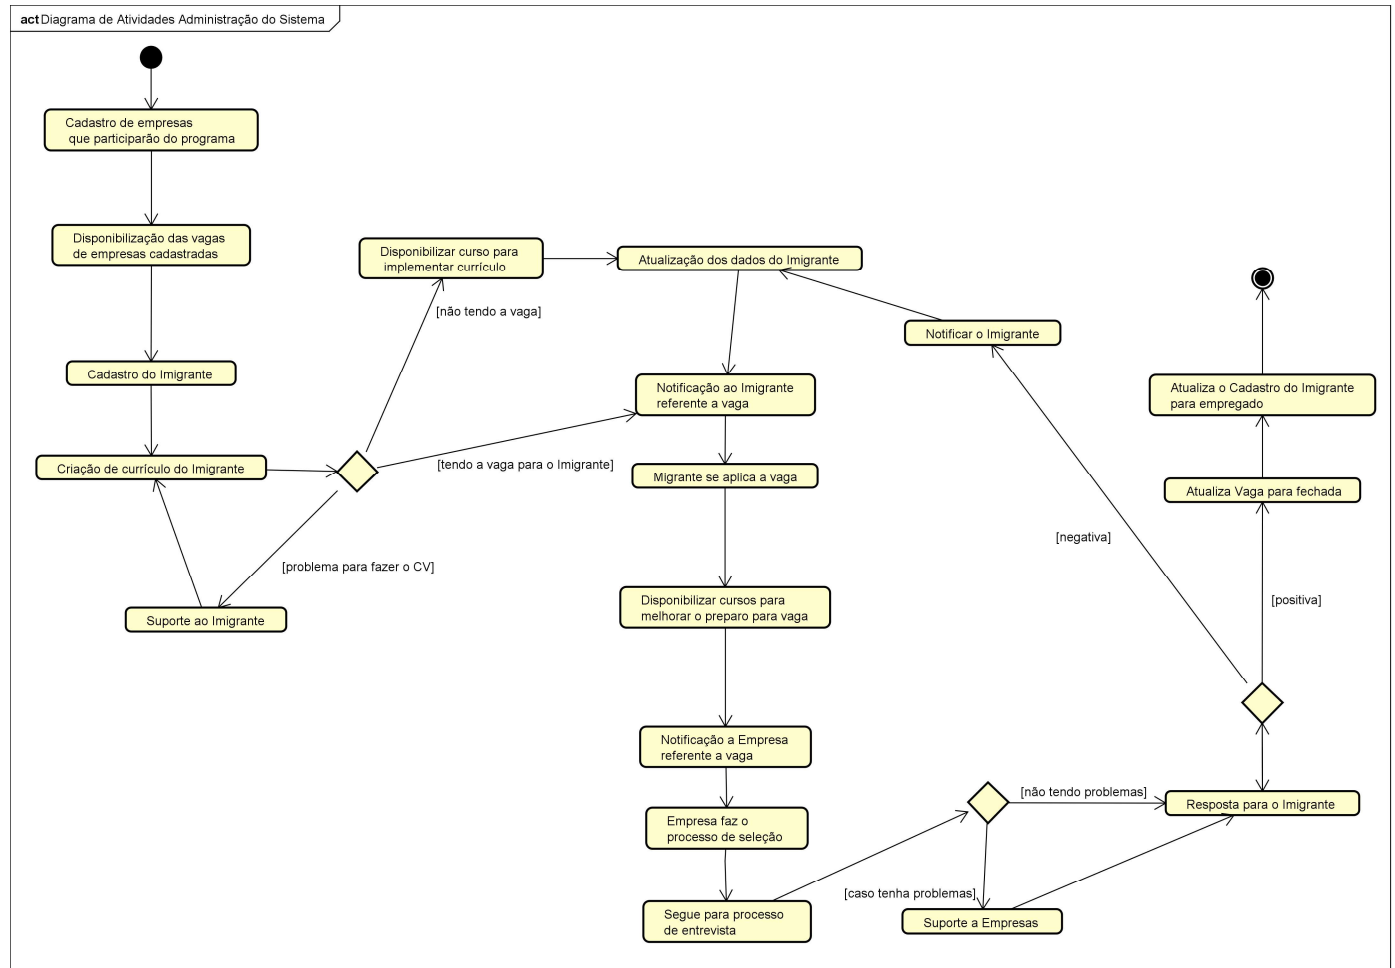 act Diagrama de Atividades Administração do Sistema
Cadastro de empresas
que participarão do programa
Disponibilização das vagas
de empresas cadastradas
Cadastro do Imigrante
Criação de currículo do Imigrante
Suporte ao Imigrante
[problema para fazer o CV]
[não tendo a vaga]
[tendo a vaga para o Imigrante]
Disponibilizar curso para
implementar currículo
Atualização dos dados do Imigrante
Notificação ao Imigrante
referente a vaga
Migrante se aplica a vaga
Disponibilizar cursos para
melhorar o preparo para vaga
Notificação a Empresa
referente a vaga
Empresa faz o
processo de seleção
Segue para processo
de entrevista
[não tendo problemas]
[caso tenha problemas]
Suporte a Empresas
Resposta para o Imigrante
[negativa]
[positiva]
Notificar o Imigrante
Atualiza Vaga para fechada
Atualiza o Cadastro do Imigrante
para empregado